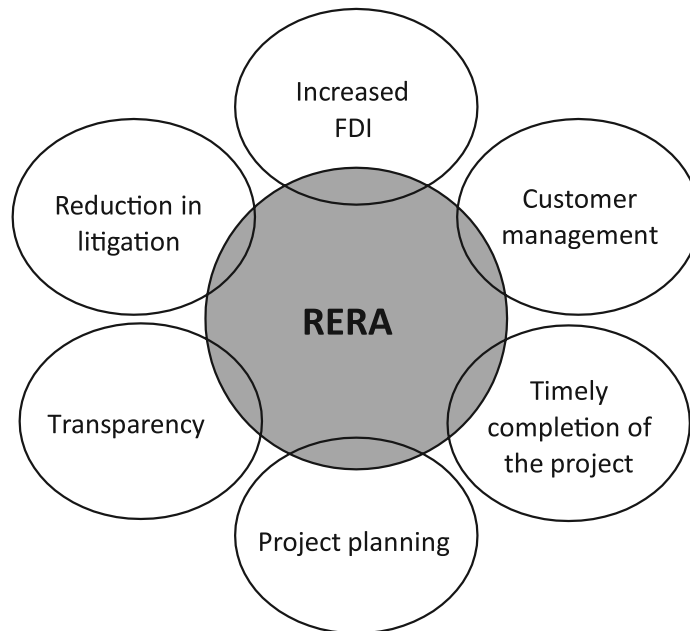 Increased
FDI
Customer
management
Timely
completion of
the project
Project planning
Transparency
Reduction in
litigation
RERA